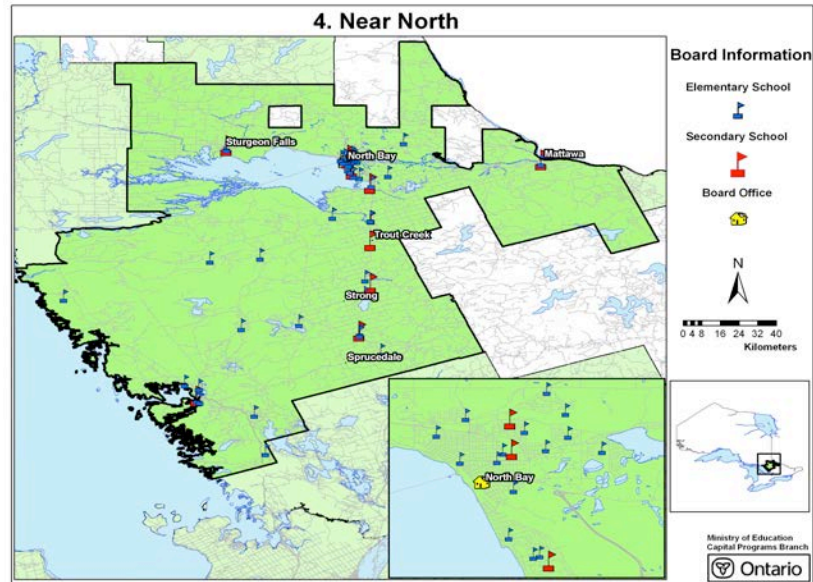 4. Near North
Sturgeon Falls
North Bay
Mattawa
Trout Creek
Strong
Sprucedale
North Bay
Board Information
Elementary School
Secondary School
Board Office
N
0 4 8 16 24 32 40
Kilometers
Ministry of Education
Capital Programs Branch
Ontario